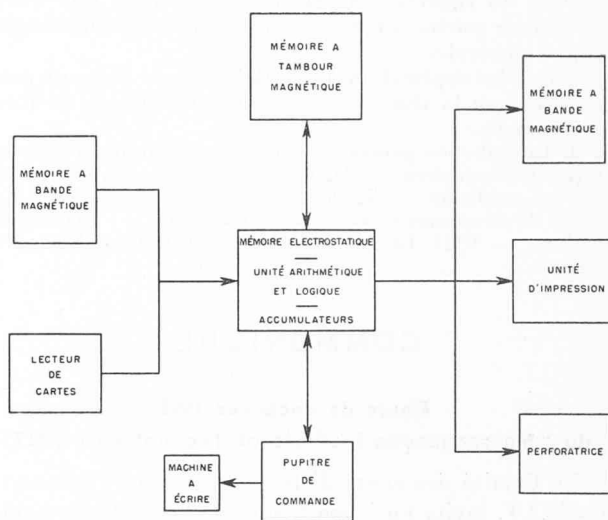 MÉMOIRE A
TAMBOUR
MAGNÉTIQUE
MÉMOIRE A
BANDE
MAGNÉTIQUE
MÉMOIRE A
BANDE
MAGNÉTIQUE
MÉMOIRE ELECTROSTATIQUE
UNITÉ ARITHMÉTIQUE
ET LOGIQUE
ACCUMULATEURS
UNITÉ
D'IMPRESSION
LECTEUR
DE
CARTES
MACHINE
A
ÉCRIRE
PUPITRE
DE
COMMANDE
PERFORATRICE